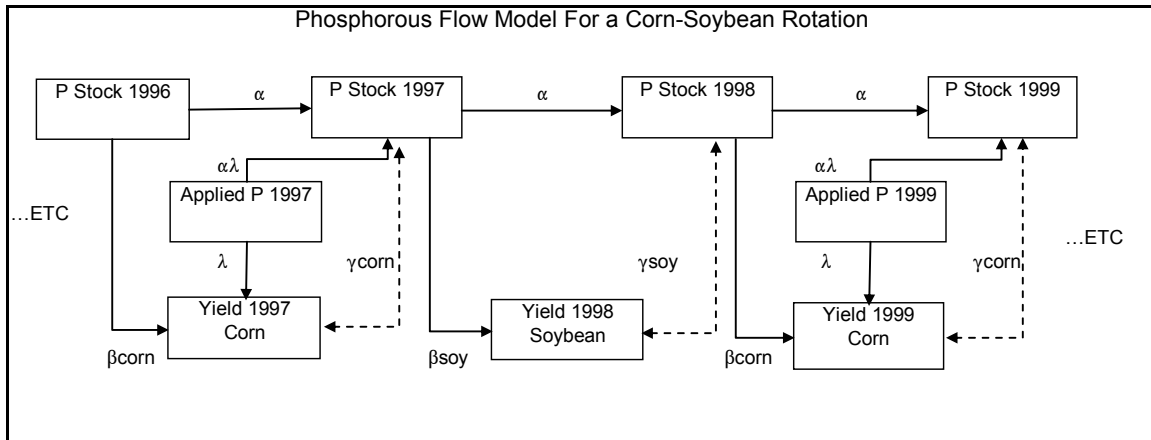 Phosphorous Flow Model For a Corn-Soybean Rotation
P Stock 1996
α
P Stock 1997
α
P Stock 1998
α
P Stock 1999
αλ
αλ
Applied P 1997
Applied P 1999
...ETC
...ETC
λ
γcorn
γsoy
λ
γcorn
Yield 1997
Corn
Yield 1998
Soybean
Yield 1999
Corn
βcorn
βsoy
βcorn